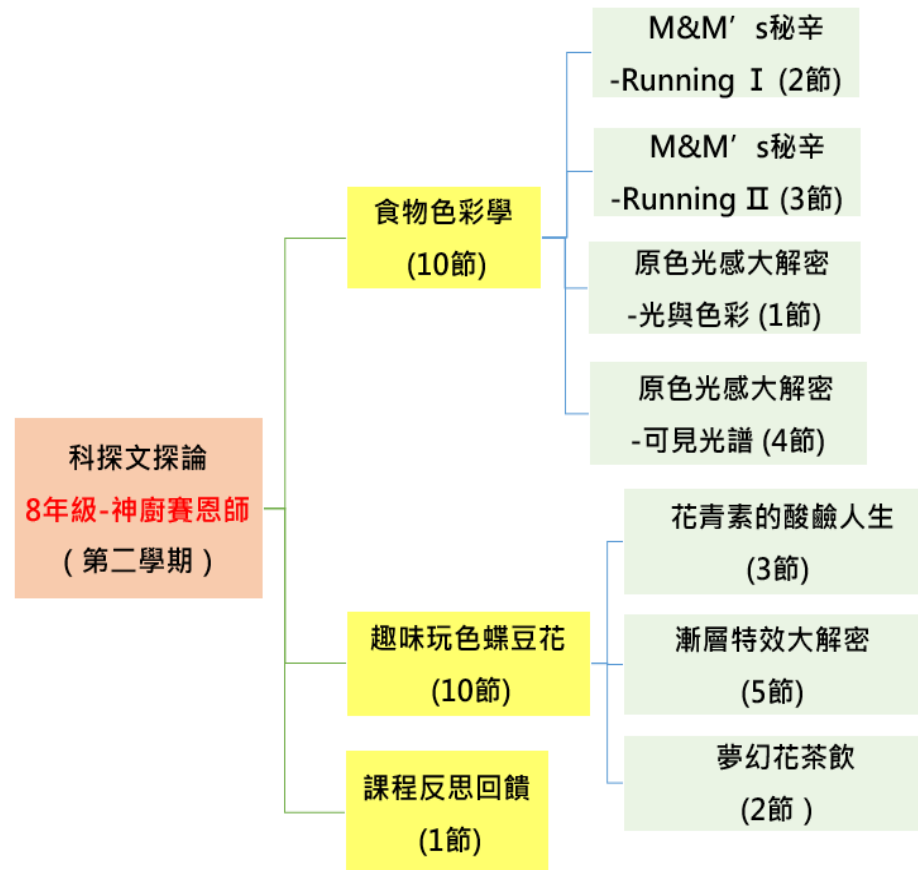 科探文探論
8年級-神廚賽恩師
( 第二學期 )
食物色彩學
(10節)
M&M’s秘辛
-Running Ⅰ (2節)
M&M’s秘辛
-Running Ⅱ (3節)
原色光感大解密
-光與色彩 (1節)
原色光感大解密
-可見光譜 (4節)
趣味玩色蝶豆花
(10節)
花青素的酸鹼人生
(3節)
漸層特效大解密
(5節)
夢幻花茶飲
(2節 )
課程反思回饋
(1節)